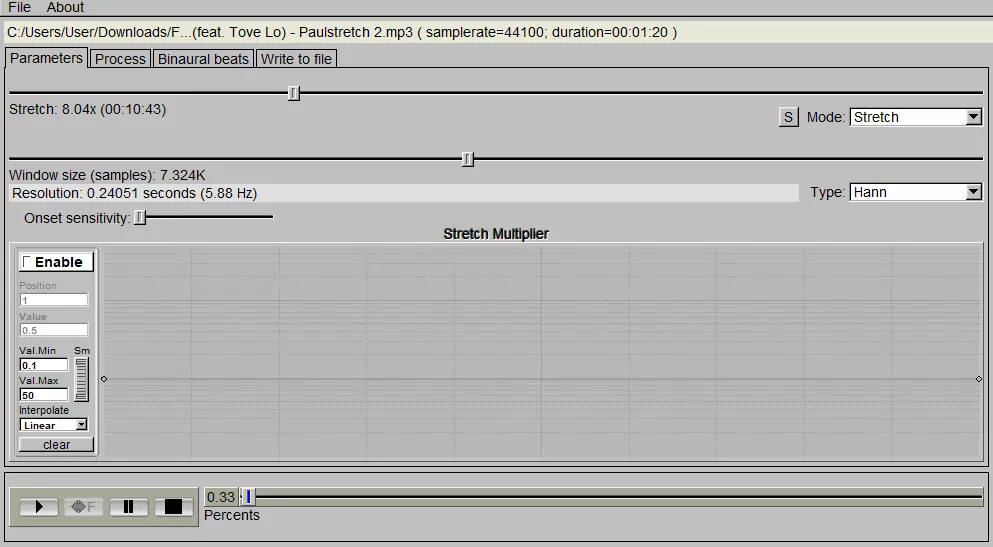 File About
C:/Users/User/Downloads/F...(feat. Tove Lo) - Paulstretch 2.mp3 ( samplerate=44100; duration=00:01:20 )
Parameters Process Binaural beats Write to file
Stretch: 8.04x (00:10:43)
S Mode: Stretch
Window size (samples): 7.324K
Resolution: 0.24051 seconds (5.88 Hz)
Type: Hann
Onset sensitivity:
Stretch Multiplier
Enable
Position
1
Value
0.5
Val.Min Sm
0.1
Val.Max
50
Interpolate
Linear
clear
F
0.33
Percents